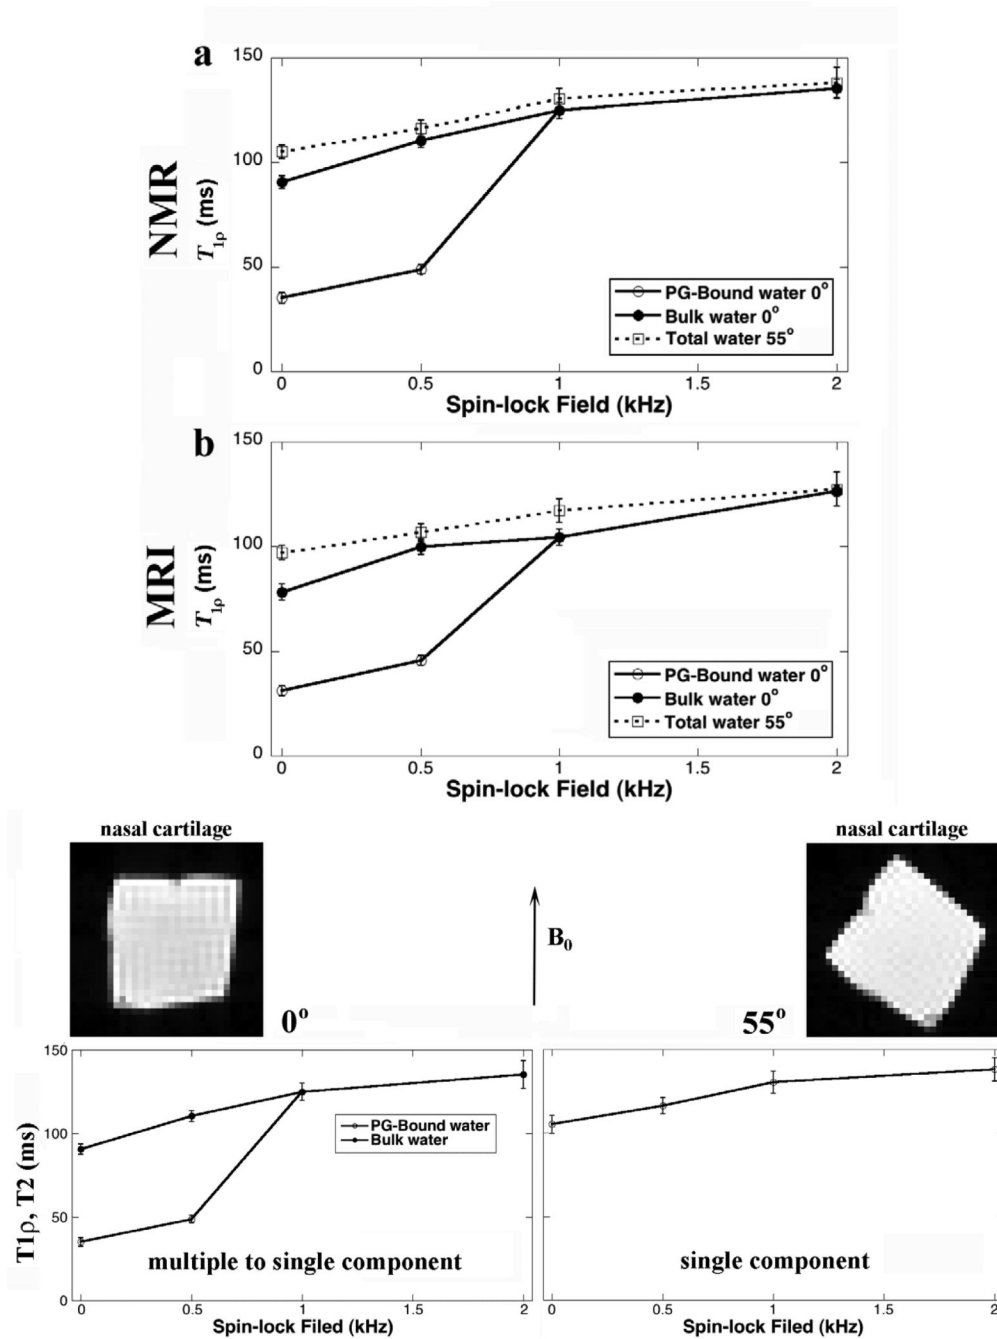 a
NMR
T1ρ (ms)
150
100
50
0
PG-Bound water 0°
Bulk water 0°
Total water 55°
0 0.5 1 1.5 2
Spin-lock Field (kHz)
b
MRI
T1ρ (ms)
150
100
50
0
PG-Bound water 0°
Bulk water 0°
Total water 55°
0 0.5 1 1.5 2
Spin-lock Field (kHz)
nasal cartilage
nasal cartilage
B0
0°
55°
T1ρ, T2 (ms)
150
100
50
0
PG-Bound water
Bulk water
multiple to single component
0 0.5 1 1.5 2
Spin-lock Filed (kHz)
single component
0 0.5 1 1.5 2
Spin-lock Filed (kHz)